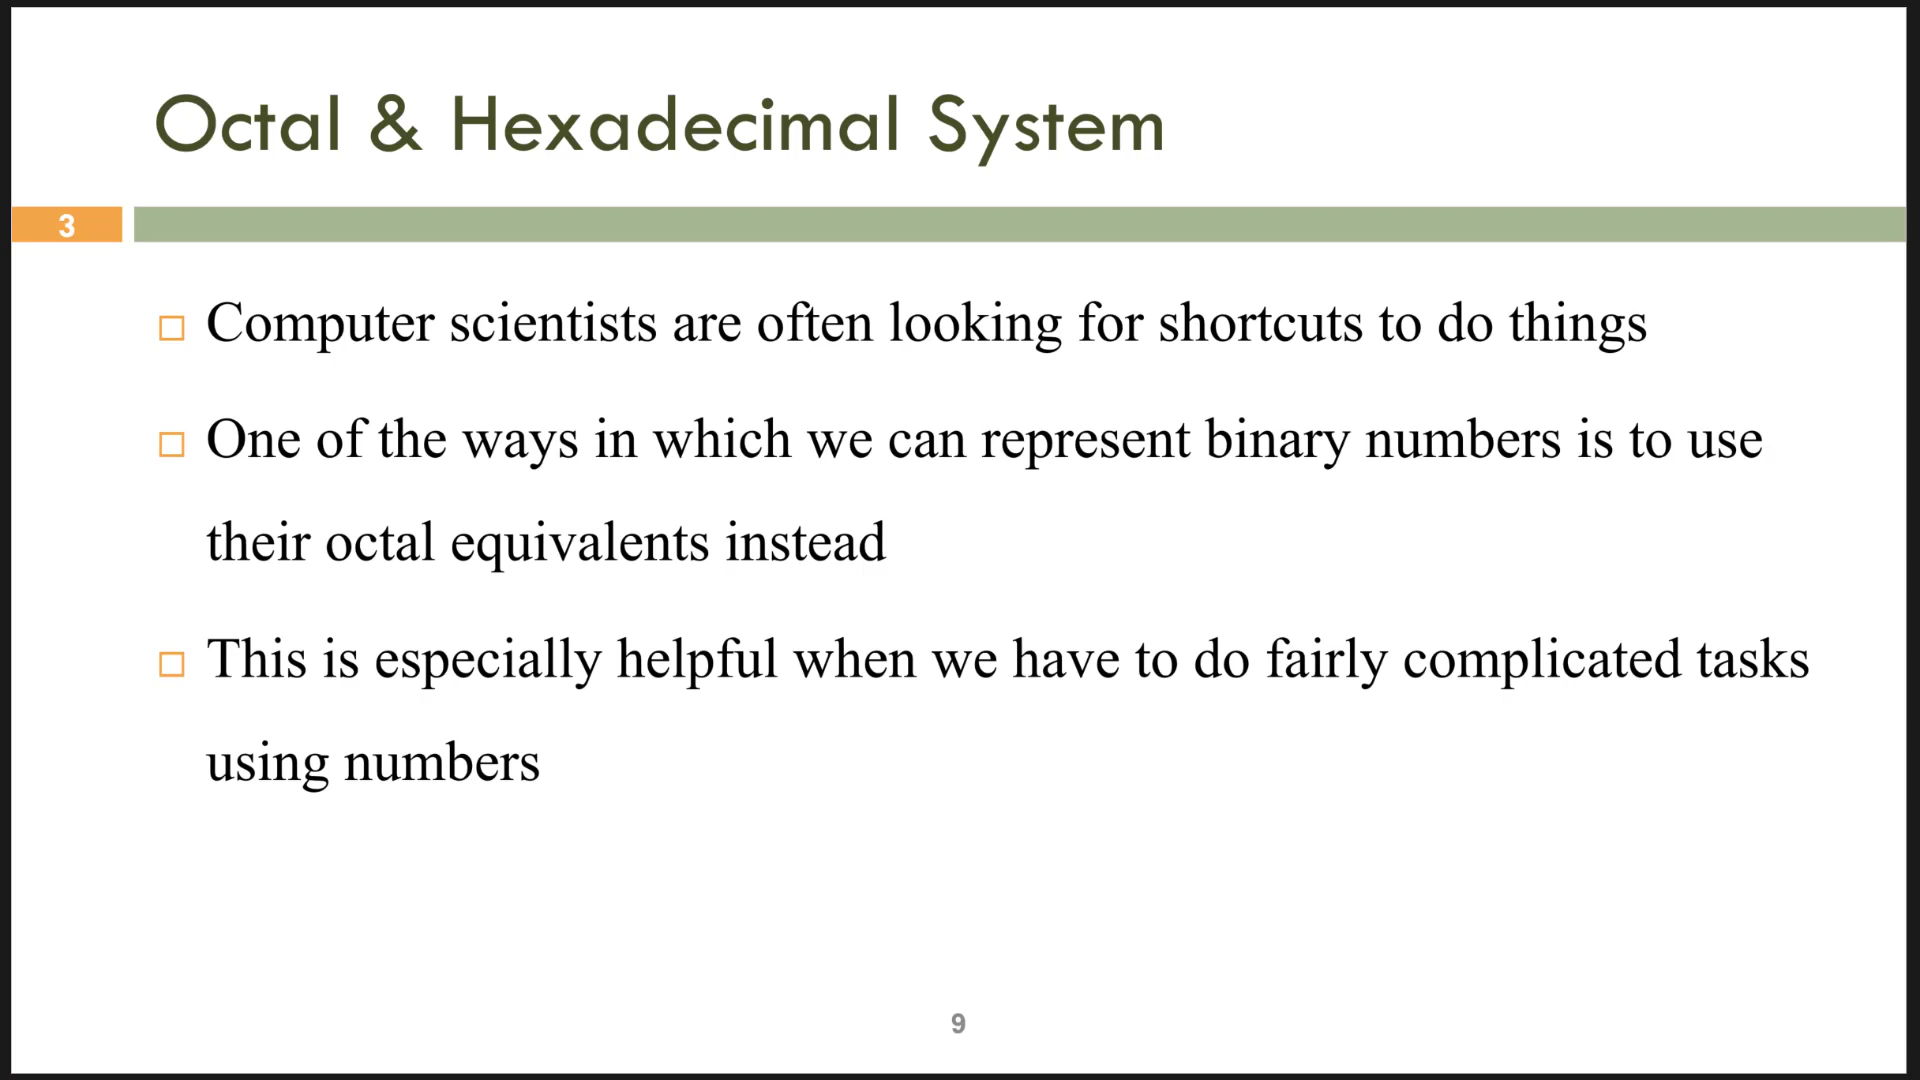 Octal & Hexadecimal System
3
Computer scientists are often looking for shortcuts to do things
One of the ways in which we can represent binary numbers is to use
their octal equivalents instead
This is especially helpful when we have to do fairly complicated tasks
using numbers
9